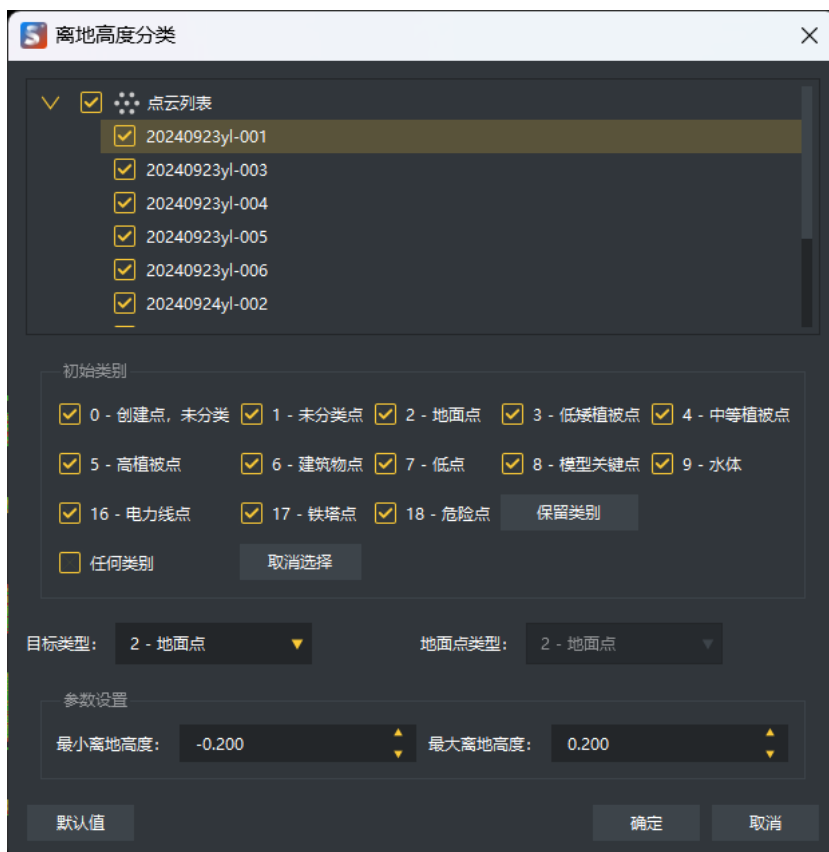 离地高度分类
点云列表
20240923yl-001
20240923yl-003
20240923yl-004
20240923yl-005
20240923yl-006
20240924yl-002
初始类别
0 - 创建点，未分类 1 - 未分类点 2 - 地面点 3 - 低矮植被点 4 - 中等植被点
5 - 高植被点 6 - 建筑物点 7 - 低点 8 - 模型关键点 9 - 水体
16 - 电力线点 17 - 铁塔点 18 - 危险点 保留类别
任何类别 取消选择
目标类型： 2 - 地面点 地面点类型： 2 - 地面点
参数设置
最小离地高度： -0.200 最大离地高度： 0.200
默认值 确定 取消